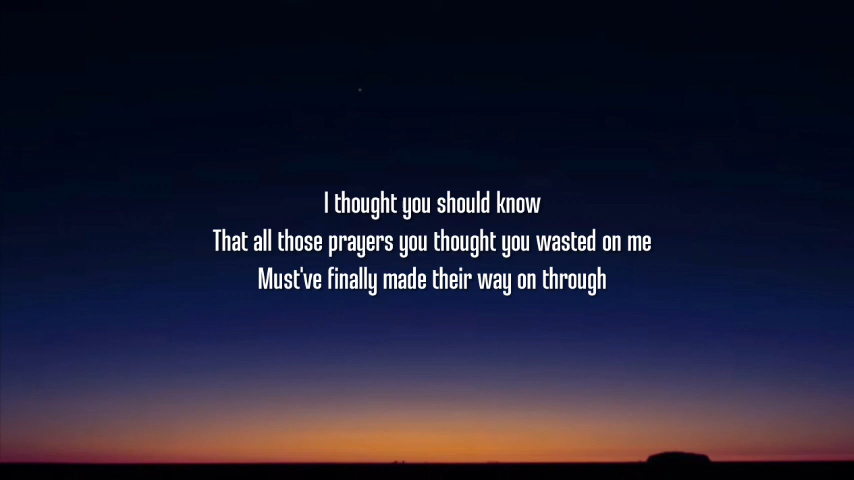 I thought you should know
That all those prayers you thought you wasted on me
Must've finally made their way on through